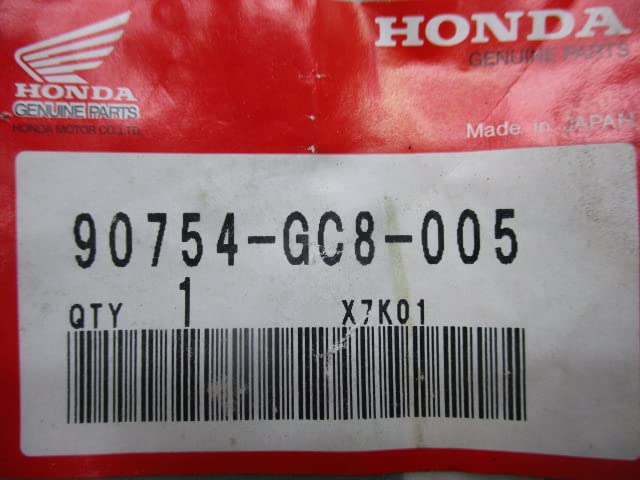 HONDA
GENUINE PARTS
HONDA MOTOR CO., LTD.
HONDA
GENUINE PARTS
Made in JAPAN
90754-GC8-005
QTY 1 X7K01